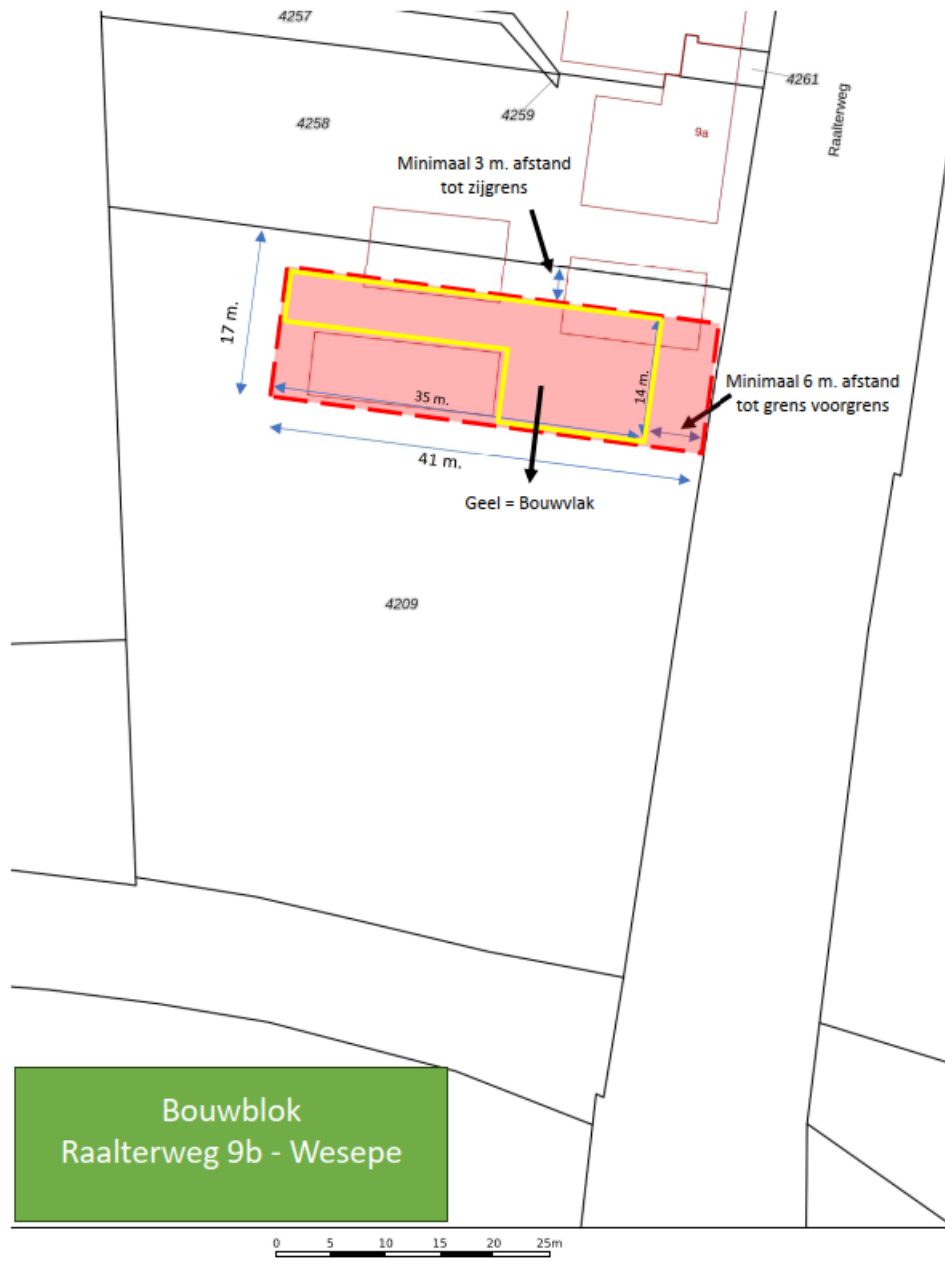 4257
4261
4259
4258
Raalterweg
9a
Minimaal 3 m. afstand
tot zijgrens
17 m.
Minimaal 6 m. afstand
tot grens voorgrens
14 m.
35 m.
41 m.
Geel = Bouwvlak
4209
Bouwblok
Raalterweg 9b - Wesepe
0 5 10 15 20 25m